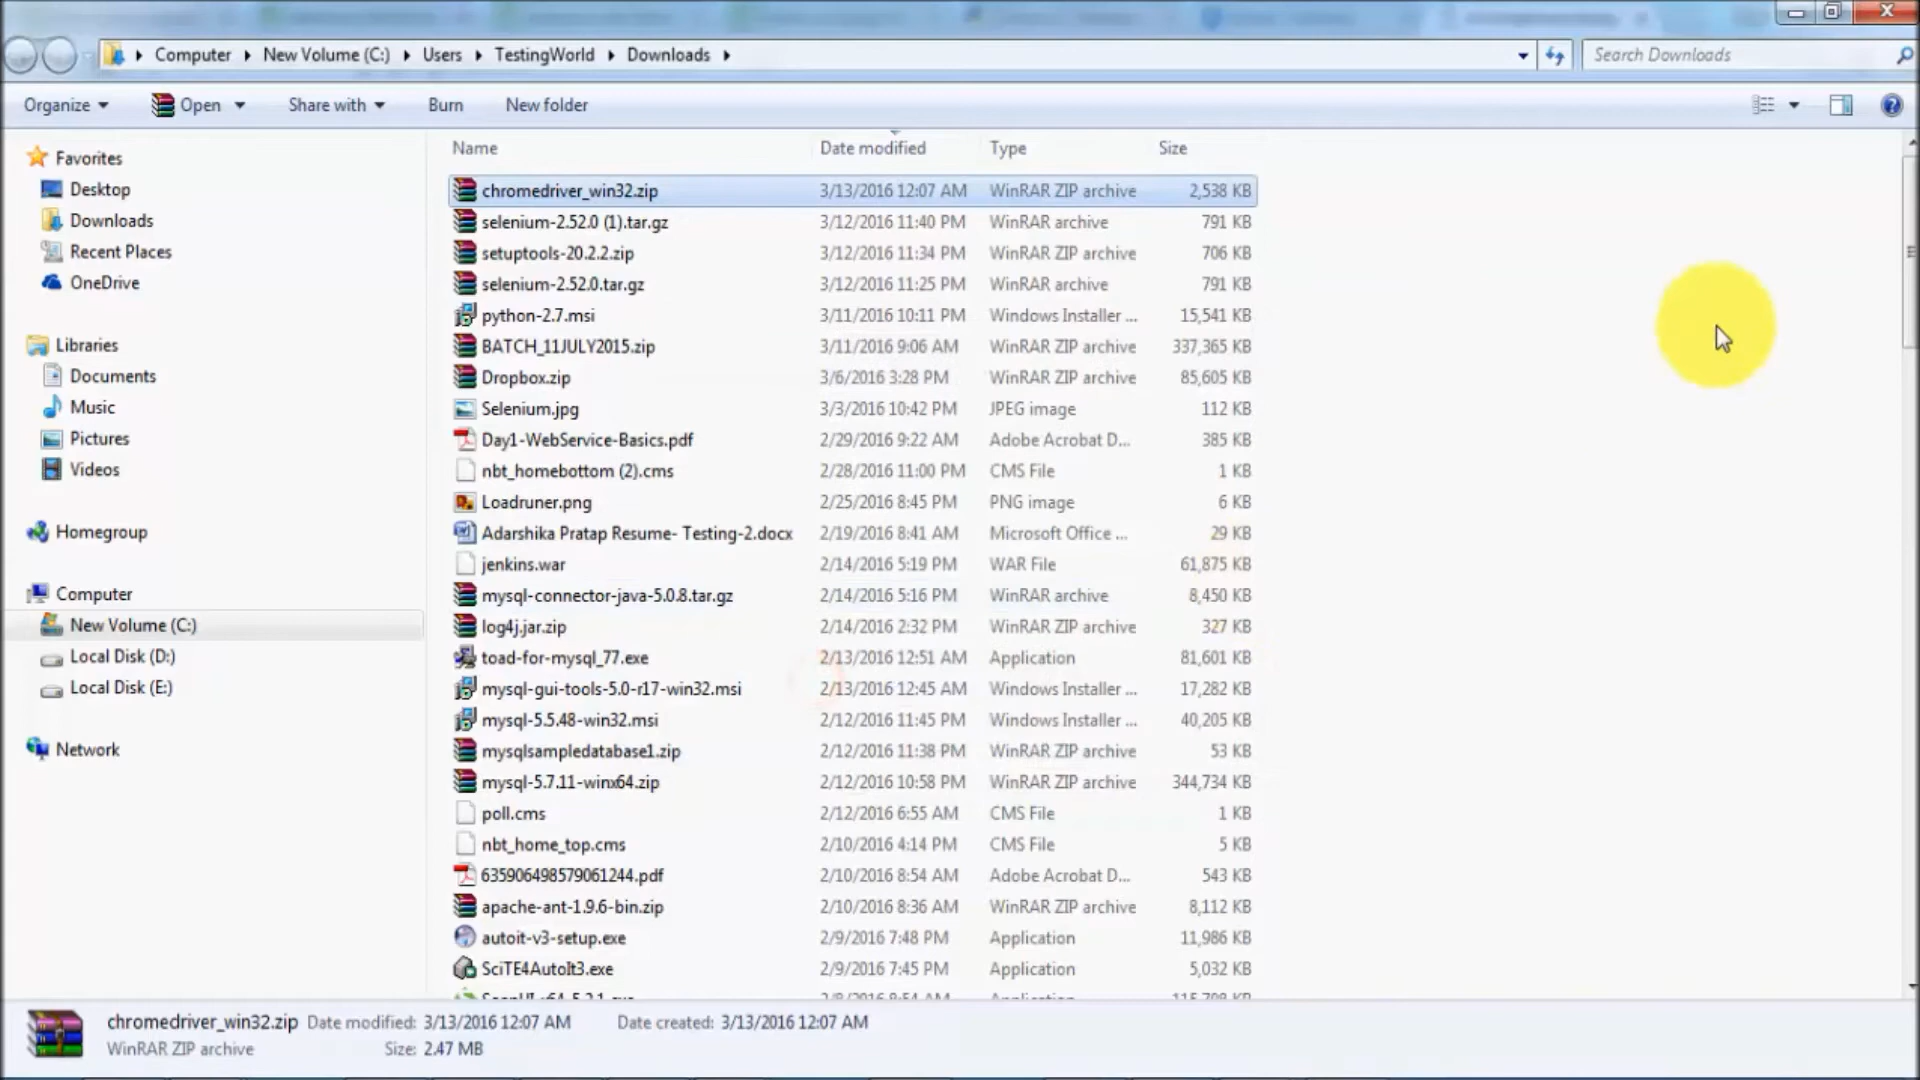 Computer New Volume (C:) Users TestingWorld Downloads Search Downloads
Organize Open Share with Burn New folder
Favorites
Desktop
Downloads
Recent Places
OneDrive
Libraries
Documents
Music
Pictures
Videos
Homegroup
Computer
New Volume (C:)
Local Disk (D:)
Local Disk (E:)
Network
Name Date modified Type Size
chromedriver_win32.zip 3/13/2016 12:07 AM WinRAR ZIP archive 2,538 KB
selenium-2.52.0 (1).tar.gz 3/12/2016 11:40 PM WinRAR archive 791 KB
setuptools-20.2.2.zip 3/12/2016 11:34 PM WinRAR ZIP archive 706 KB
selenium-2.52.0.tar.gz 3/12/2016 11:25 PM WinRAR archive 791 KB
python-2.7.msi 3/11/2016 10:11 PM Windows Installer ... 15,541 KB
BATCH_11JULY2015.zip 3/11/2016 9:06 AM WinRAR ZIP archive 337,365 KB
Dropbox.zip 3/6/2016 3:28 PM WinRAR ZIP archive 85,605 KB
Selenium.jpg 3/3/2016 10:42 PM JPEG image 112 KB
Day1-WebService-Basics.pdf 2/29/2016 9:22 AM Adobe Acrobat D... 385 KB
nbt_homebottom (2).cms 2/28/2016 11:00 PM CMS File 1 KB
Loadruner.png 2/25/2016 8:45 PM PNG image 6 KB
Adarshika Pratap Resume- Testing-2.docx 2/19/2016 8:41 AM Microsoft Office ... 29 KB
jenkins.war 2/14/2016 5:19 PM WAR File 61,875 KB
mysql-connector-java-5.0.8.tar.gz 2/14/2016 5:16 PM WinRAR archive 8,450 KB
log4j.jar.zip 2/14/2016 2:32 PM WinRAR ZIP archive 327 KB
toad-for-mysql_77.exe 2/13/2016 12:51 AM Application 81,601 KB
mysql-gui-tools-5.0-r17-win32.msi 2/13/2016 12:45 AM Windows Installer ... 17,282 KB
mysql-5.5.48-win32.msi 2/12/2016 11:45 PM Windows Installer ... 40,205 KB
mysqlsampledatabase1.zip 2/12/2016 11:38 PM WinRAR ZIP archive 53 KB
mysql-5.7.11-winx64.zip 2/12/2016 10:58 PM WinRAR ZIP archive 344,734 KB
poll.cms 2/12/2016 6:55 AM CMS File 1 KB
nbt_home_top.cms 2/10/2016 4:14 PM CMS File 5 KB
635906498579061244.pdf 2/10/2016 8:54 AM Adobe Acrobat D... 543 KB
apache-ant-1.9.6-bin.zip 2/10/2016 8:36 AM WinRAR ZIP archive 8,112 KB
autoit-v3-setup.exe 2/9/2016 7:48 PM Application 11,986 KB
SciTE4AutoIt3.exe 2/9/2016 7:45 PM Application 5,032 KB
chromedriver_win32.zip Date modified: 3/13/2016 12:07 AM Date created: 3/13/2016 12:07 AM
WinRAR ZIP archive Size: 2.47 MB